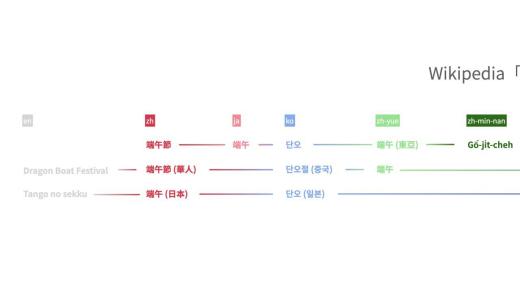 Wikipedia「
en zh ja ko zh-yue zh-min-nan
端午節 端午 단오 端午 (東亞) Gó͘-ji̍t-cheh
Dragon Boat Festival 端午節 (華人) 단오절 (중국) 端午
Tango no sekku 端午 (日本) 단오 (일본)